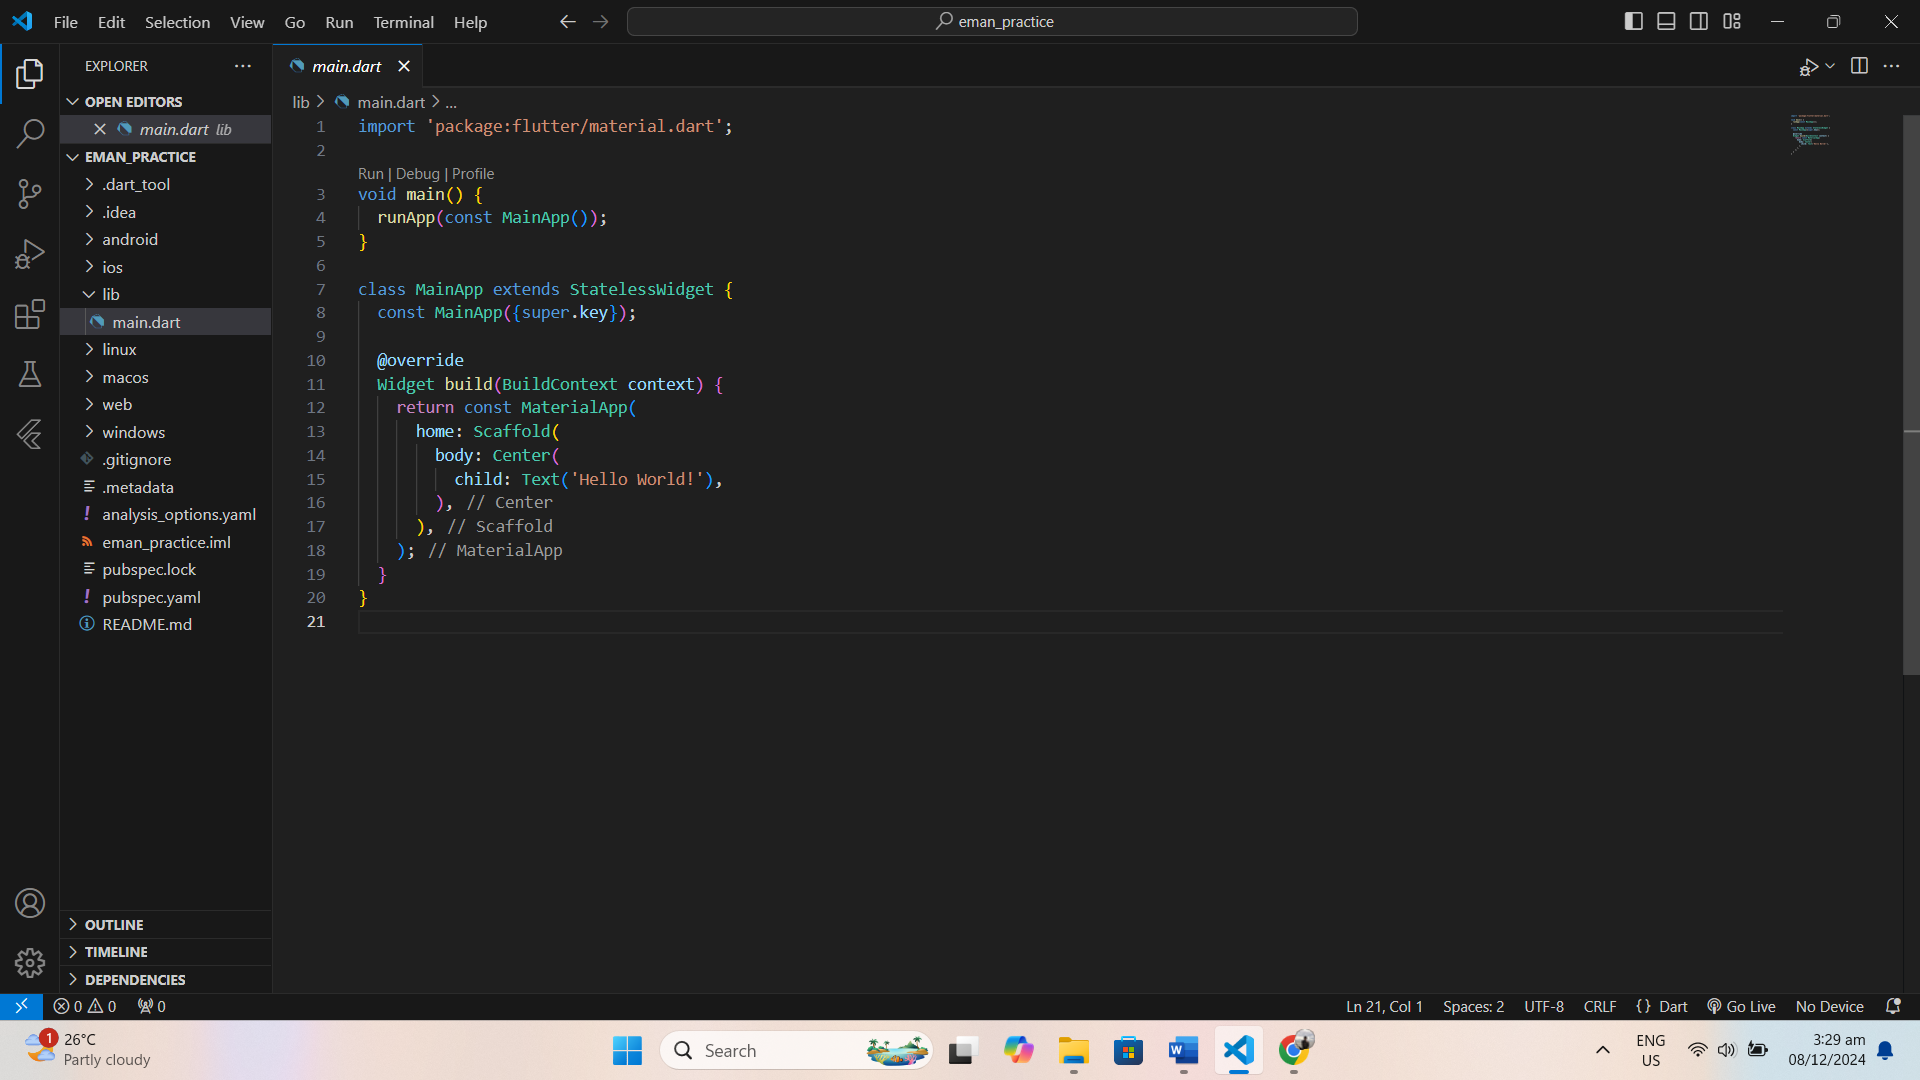 File Edit Selection View Go Run Terminal Help
eman_practice
EXPLORER
OPEN EDITORS
main.dart lib
EMAN_PRACTICE
.dart_tool
.idea
android
ios
lib
main.dart
linux
macos
web
windows
.gitignore
.metadata
analysis_options.yaml
eman_practice.iml
pubspec.lock
pubspec.yaml
README.md
OUTLINE
TIMELINE
DEPENDENCIES
main.dart
lib > main.dart > ...
1 import 'package:flutter/material.dart';
2
Run | Debug | Profile
3 void main() {
4 runApp(const MainApp());
5 }
6
7 class MainApp extends StatelessWidget {
8 const MainApp({super.key});
9
10 @override
11 Widget build(BuildContext context) {
12 return const MaterialApp(
13 home: Scaffold(
14 body: Center(
15 child: Text('Hello World!'),
16 ), // Center
17 ), // Scaffold
18 ); // MaterialApp
19 }
20 }
21
0 0 0
Ln 21, Col 1 Spaces: 2 UTF-8 CRLF {} Dart Go Live No Device
1
26°C
Partly cloudy
Search
ENG
US
3:29 am
08/12/2024